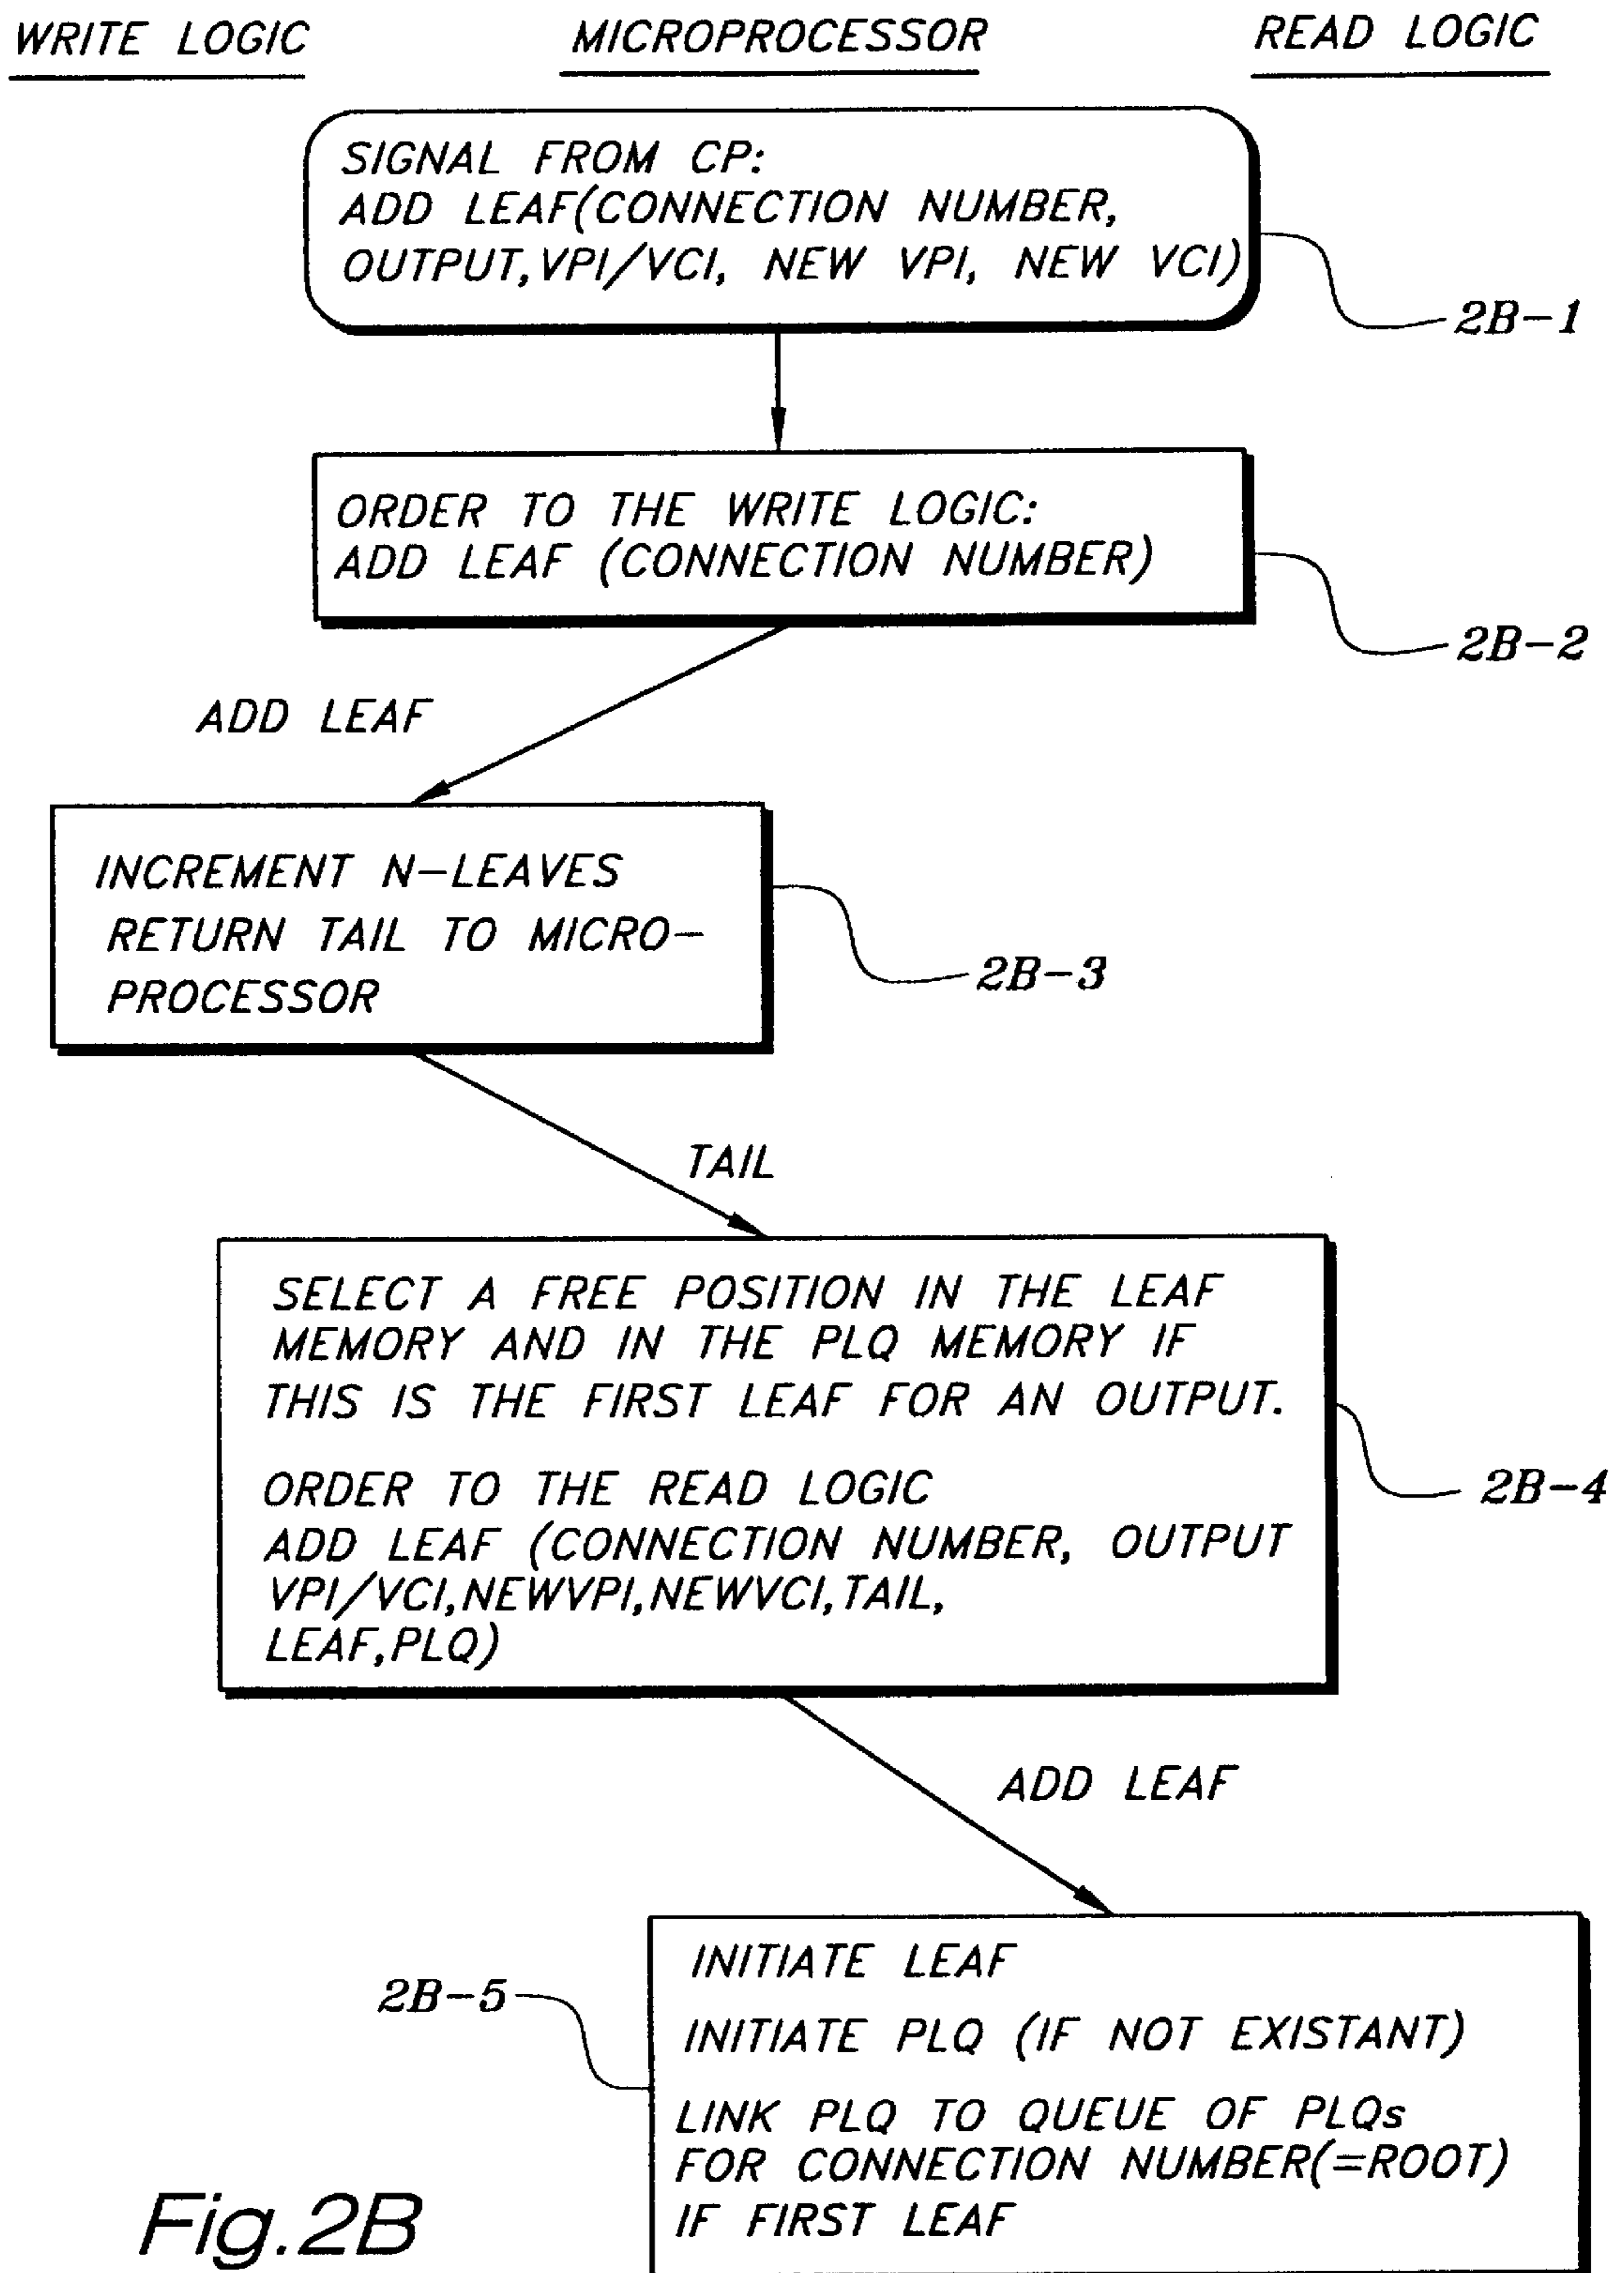 WRITE LOGIC
MICROPROCESSOR
READ LOGIC
SIGNAL FROM CP:
ADD LEAF(CONNECTION NUMBER,
OUTPUT,VPI/VCI, NEW VPI, NEW VCI)
2B-1
ORDER TO THE WRITE LOGIC:
ADD LEAF (CONNECTION NUMBER)
2B-2
ADD LEAF
INCREMENT N-LEAVES
RETURN TAIL TO MICRO-
PROCESSOR
2B-3
TAIL
SELECT A FREE POSITION IN THE LEAF
MEMORY AND IN THE PLQ MEMORY IF
THIS IS THE FIRST LEAF FOR AN OUTPUT.
ORDER TO THE READ LOGIC
ADD LEAF (CONNECTION NUMBER, OUTPUT
VPI/VCI,NEWVPI,NEWVCI,TAIL,
LEAF,PLQ)
2B-4
ADD LEAF
2B-5
INITIATE LEAF
INITIATE PLQ (IF NOT EXISTANT)
LINK PLQ TO QUEUE OF PLQs
FOR CONNECTION NUMBER(=ROOT)
IF FIRST LEAF
Fig.2B